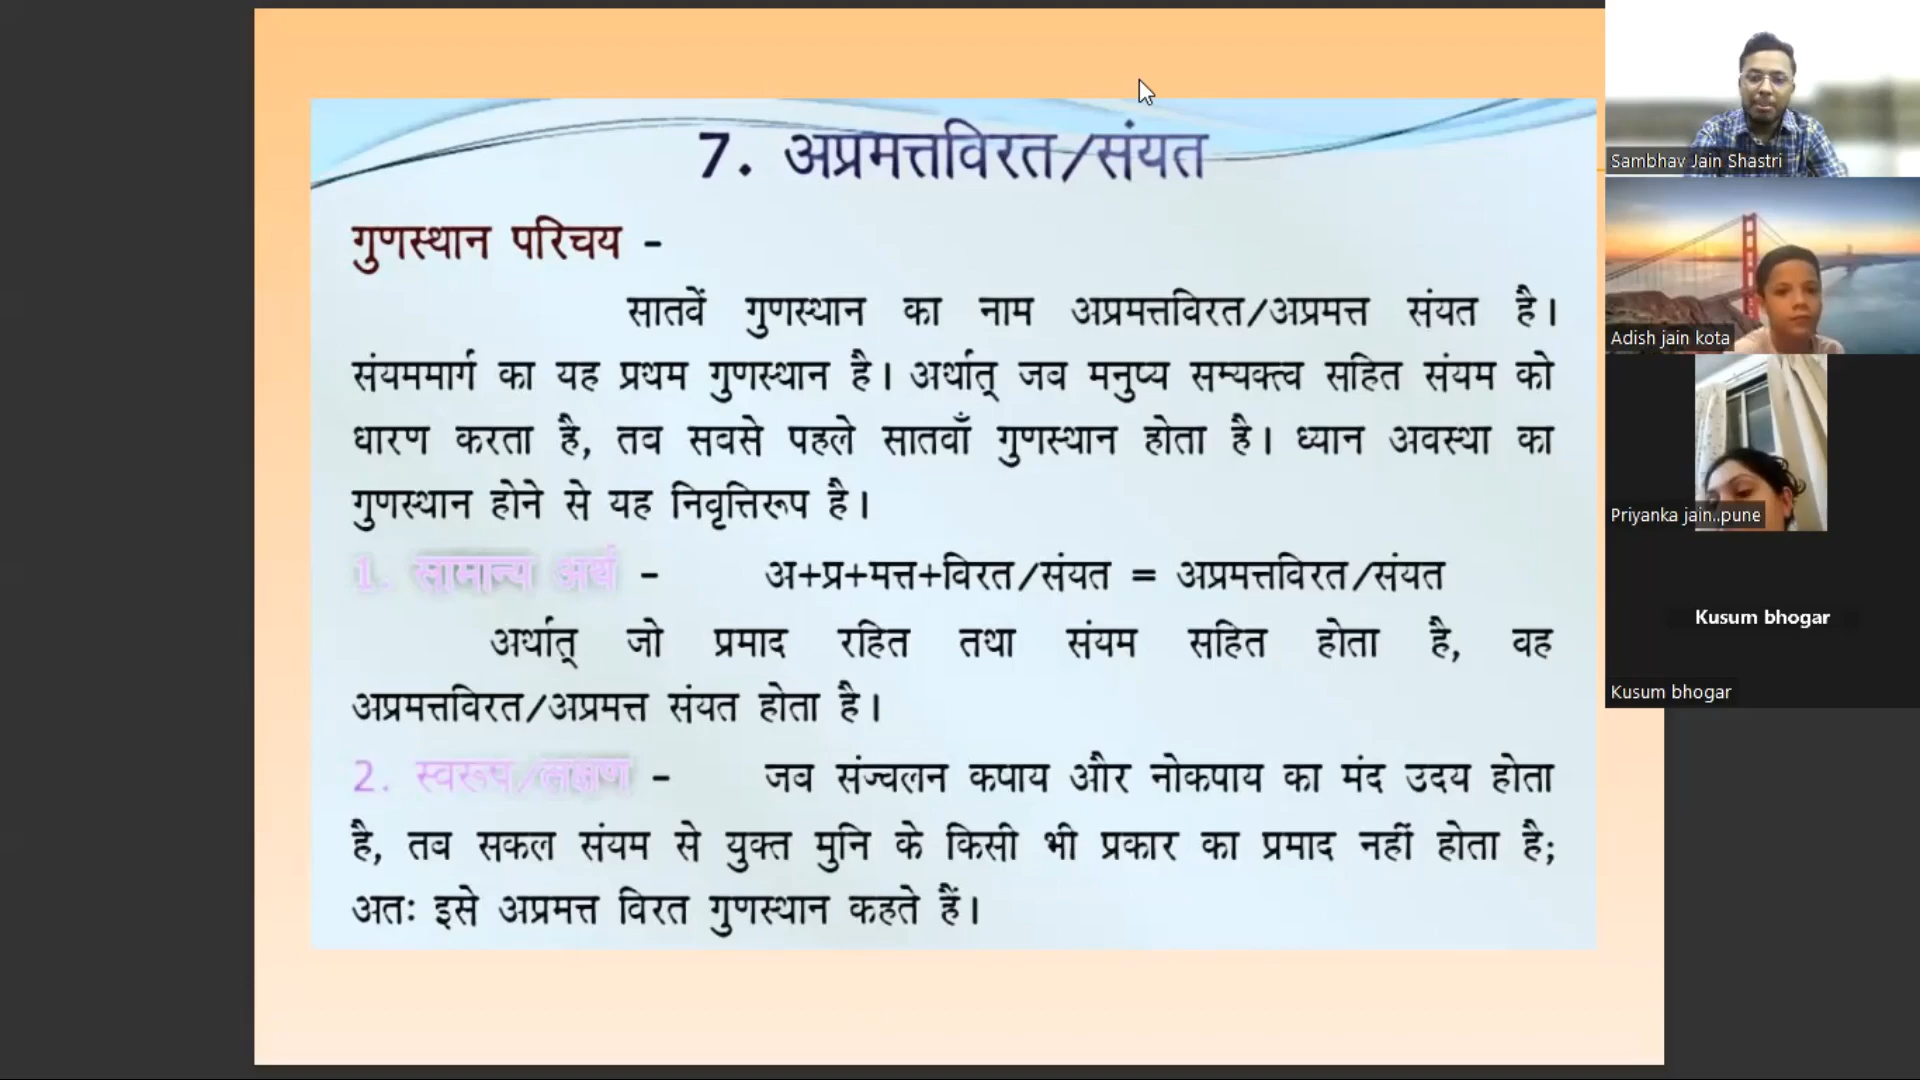 7. अप्रमत्तविरत/संयत
गुणस्थान परिचय -
सातवें गुणस्थान का नाम अप्रमत्तविरत/अप्रमत्त संयत है।
संयममार्ग का यह प्रथम गुणस्थान है। अर्थात् जब मनुष्य सम्यक्त्व सहित संयम को
धारण करता है, तब सबसे पहले सातवाँ गुणस्थान होता है। ध्यान अवस्था का
गुणस्थान होने से यह निवृत्तिरूप है।
1. सामान्य अर्थ - अ+प्र+मत्त+विरत/संयत = अप्रमत्तविरत/संयत
अर्थात् जो प्रमाद रहित तथा संयम सहित होता है, वह
अप्रमत्तविरत/अप्रमत्त संयत होता है।
2. स्वरूप/लक्षण - जब संज्वलन कषाय और नोकषाय का मंद उदय होता
है, तब सकल संयम से युक्त मुनि के किसी भी प्रकार का प्रमाद नहीं होता है;
अतः इसे अप्रमत्त विरत गुणस्थान कहते हैं।
Sambhav Jain Shastri
Adish jain kota
Priyanka jain..pune
Kusum bhogar
Kusum bhogar